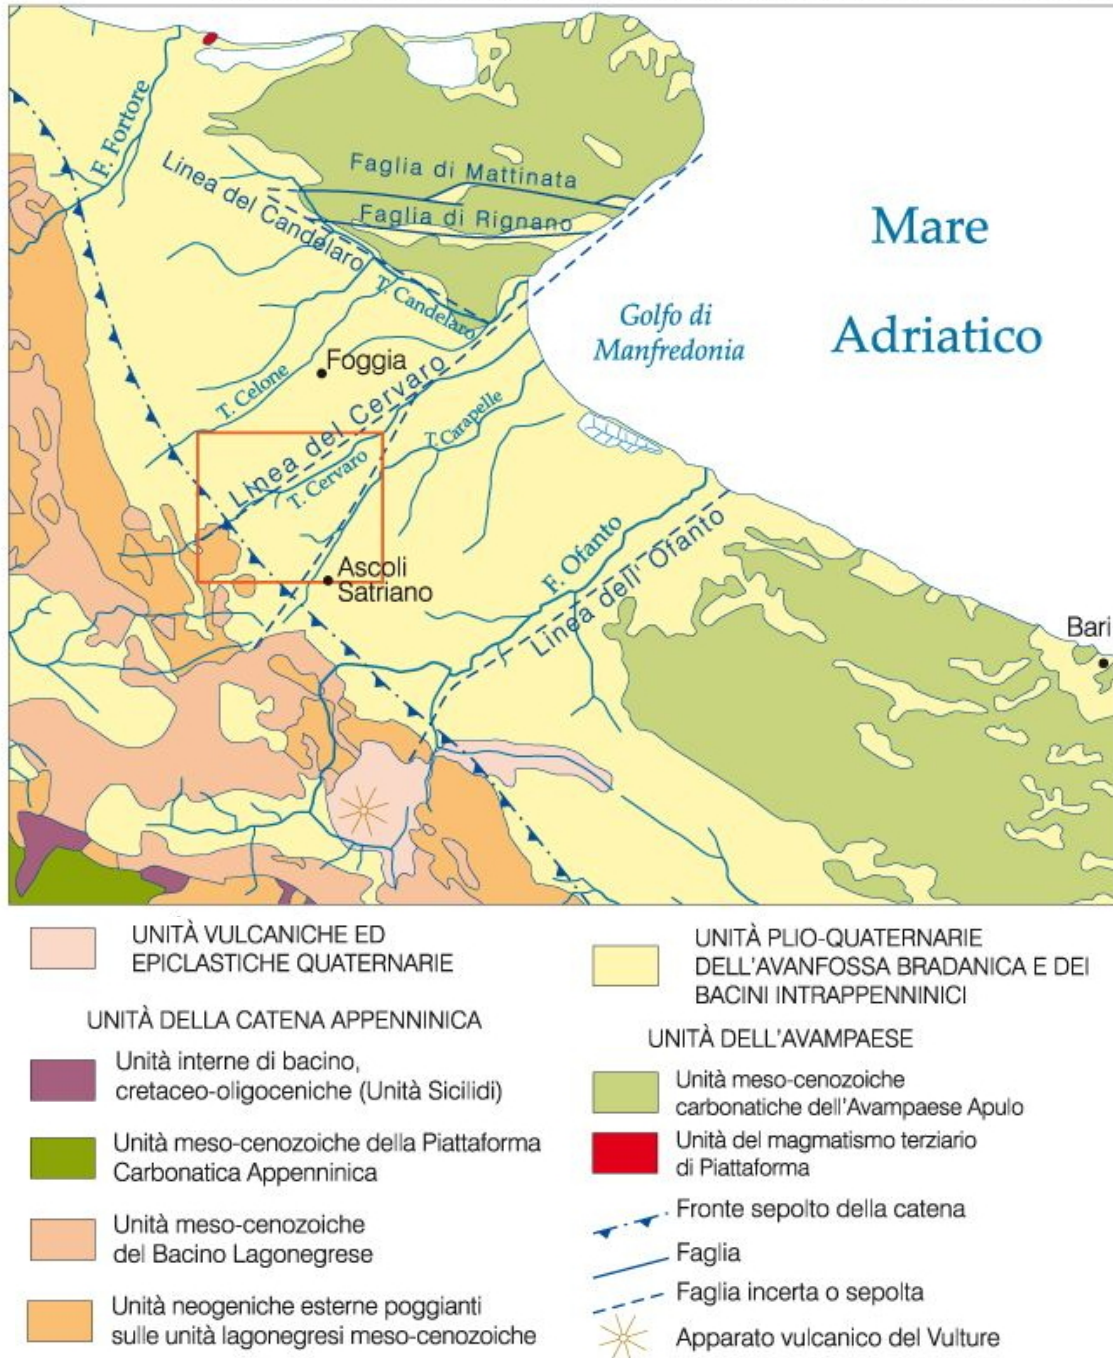 F. Fortore
Linea del Candelaro
Faglia di Mattinata
Faglia di Rignano
Mare
Adriatico
T. Candelaro
Golfo di
Manfredonia
Foggia
T. Celone
Linea del Cervaro
T. Carapelle
T. Cervaro
Ascoli
Satriano
F. Ofanto
Linea dell' Ofanto
Bari
UNITÀ VULCANICHE ED
EPICLASTICHE QUATERNARIE
UNITÀ DELLA CATENA APPENNINICA
Unità interne di bacino,
cretaceo-oligoceniche (Unità Sicilidi)
Unità meso-cenozoiche della Piattaforma
Carbonatica Appenninica
Unità meso-cenozoiche
del Bacino Lagonegrese
Unità neogeniche esterne poggianti
sulle unità lagonegresi meso-cenozoiche
UNITÀ PLIO-QUATERNARIE
DELL'AVANFOSSA BRADANICA E DEI
BACINI INTRAPPENNINICI
UNITÀ DELL'AVAMPAESE
Unità meso-cenozoiche
carbonatiche dell'Avampaese Apulo
Unità del magmatismo terziario
di Piattaforma
Fronte sepolto della catena
Faglia
Faglia incerta o sepolta
Apparato vulcanico del Vulture